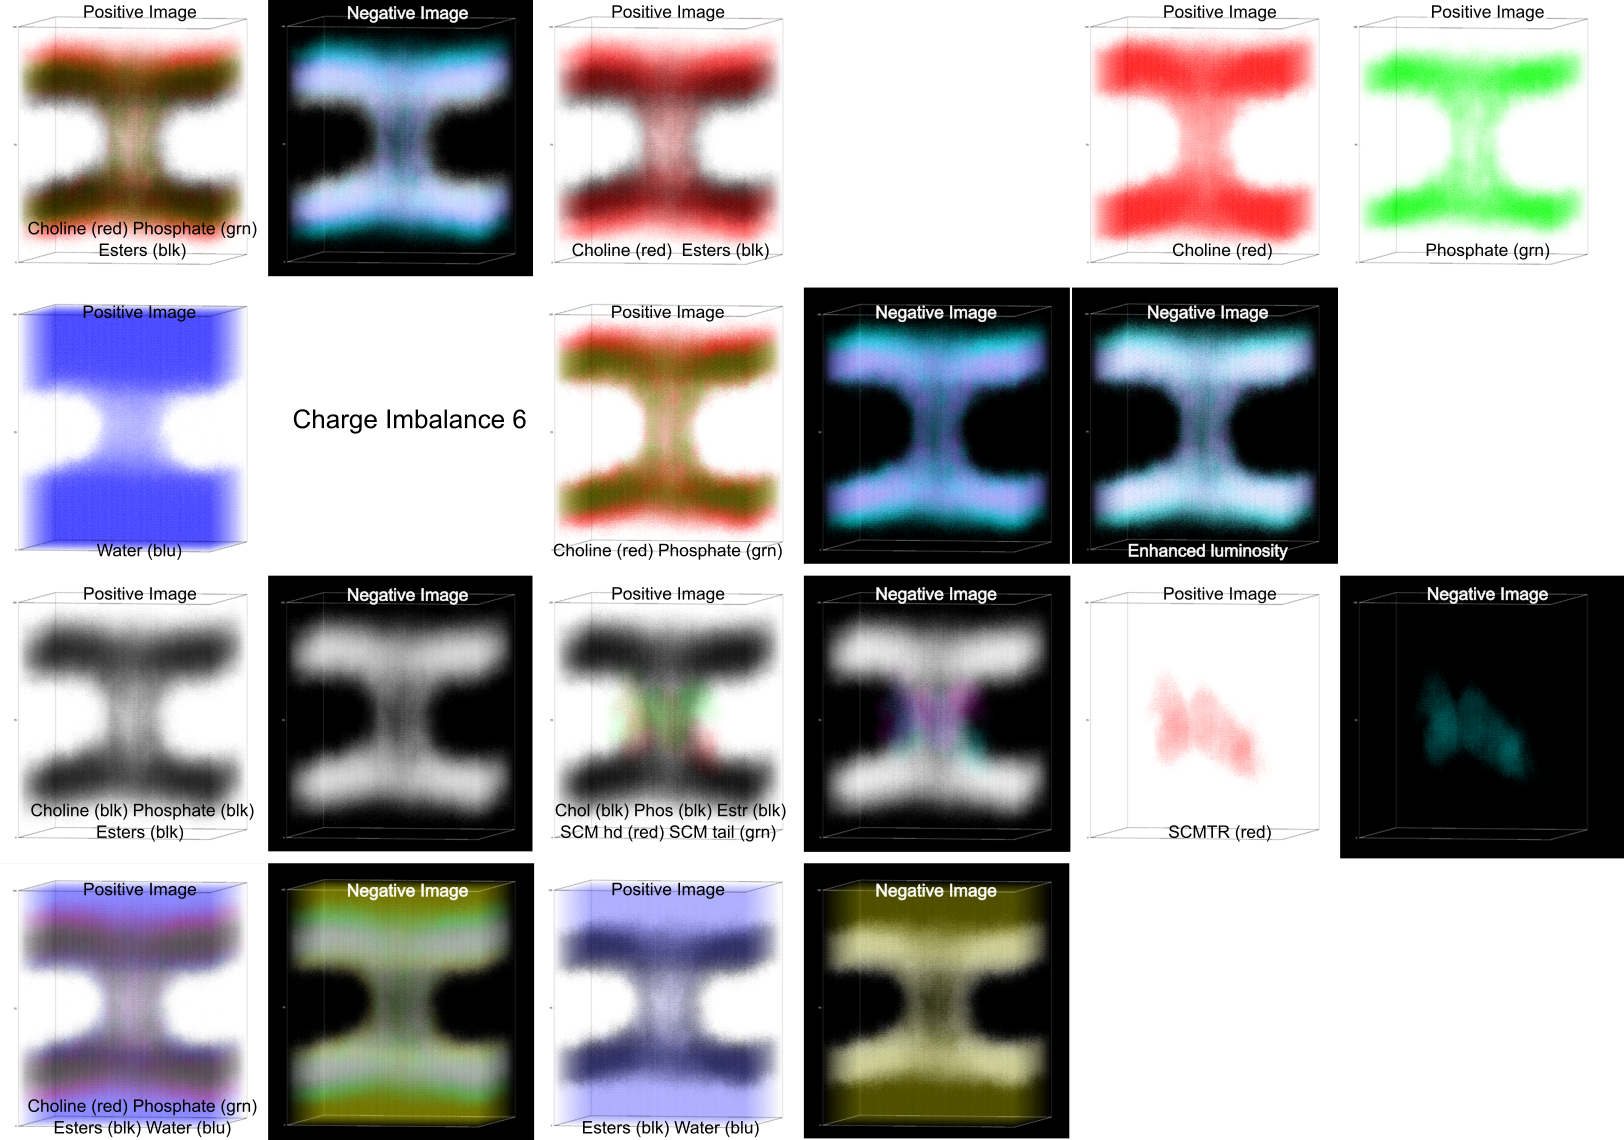 Positive Image
Negative Image
Positive Image
Positive Image
Positive Image
Choline (red) Phosphate (grn)
Esters (blk)
Choline (red) Esters (blk)
Choline (red)
Phosphate (grn)
Positive Image
Positive Image
Negative Image
Negative Image
Charge Imbalance 6
Water (blu)
Choline (red) Phosphate (grn)
Enhanced luminosity
Positive Image
Negative Image
Positive Image
Negative Image
Positive Image
Negative Image
Choline (blk) Phosphate (blk)
Esters (blk)
Chol (blk) Phos (blk) Estr (blk)
SCM hd (red) SCM tail (grn)
SCMTR (red)
Positive Image
Negative Image
Positive Image
Negative Image
Choline (red) Phosphate (grn)
Esters (blk) Water (blu)
Esters (blk) Water (blu)